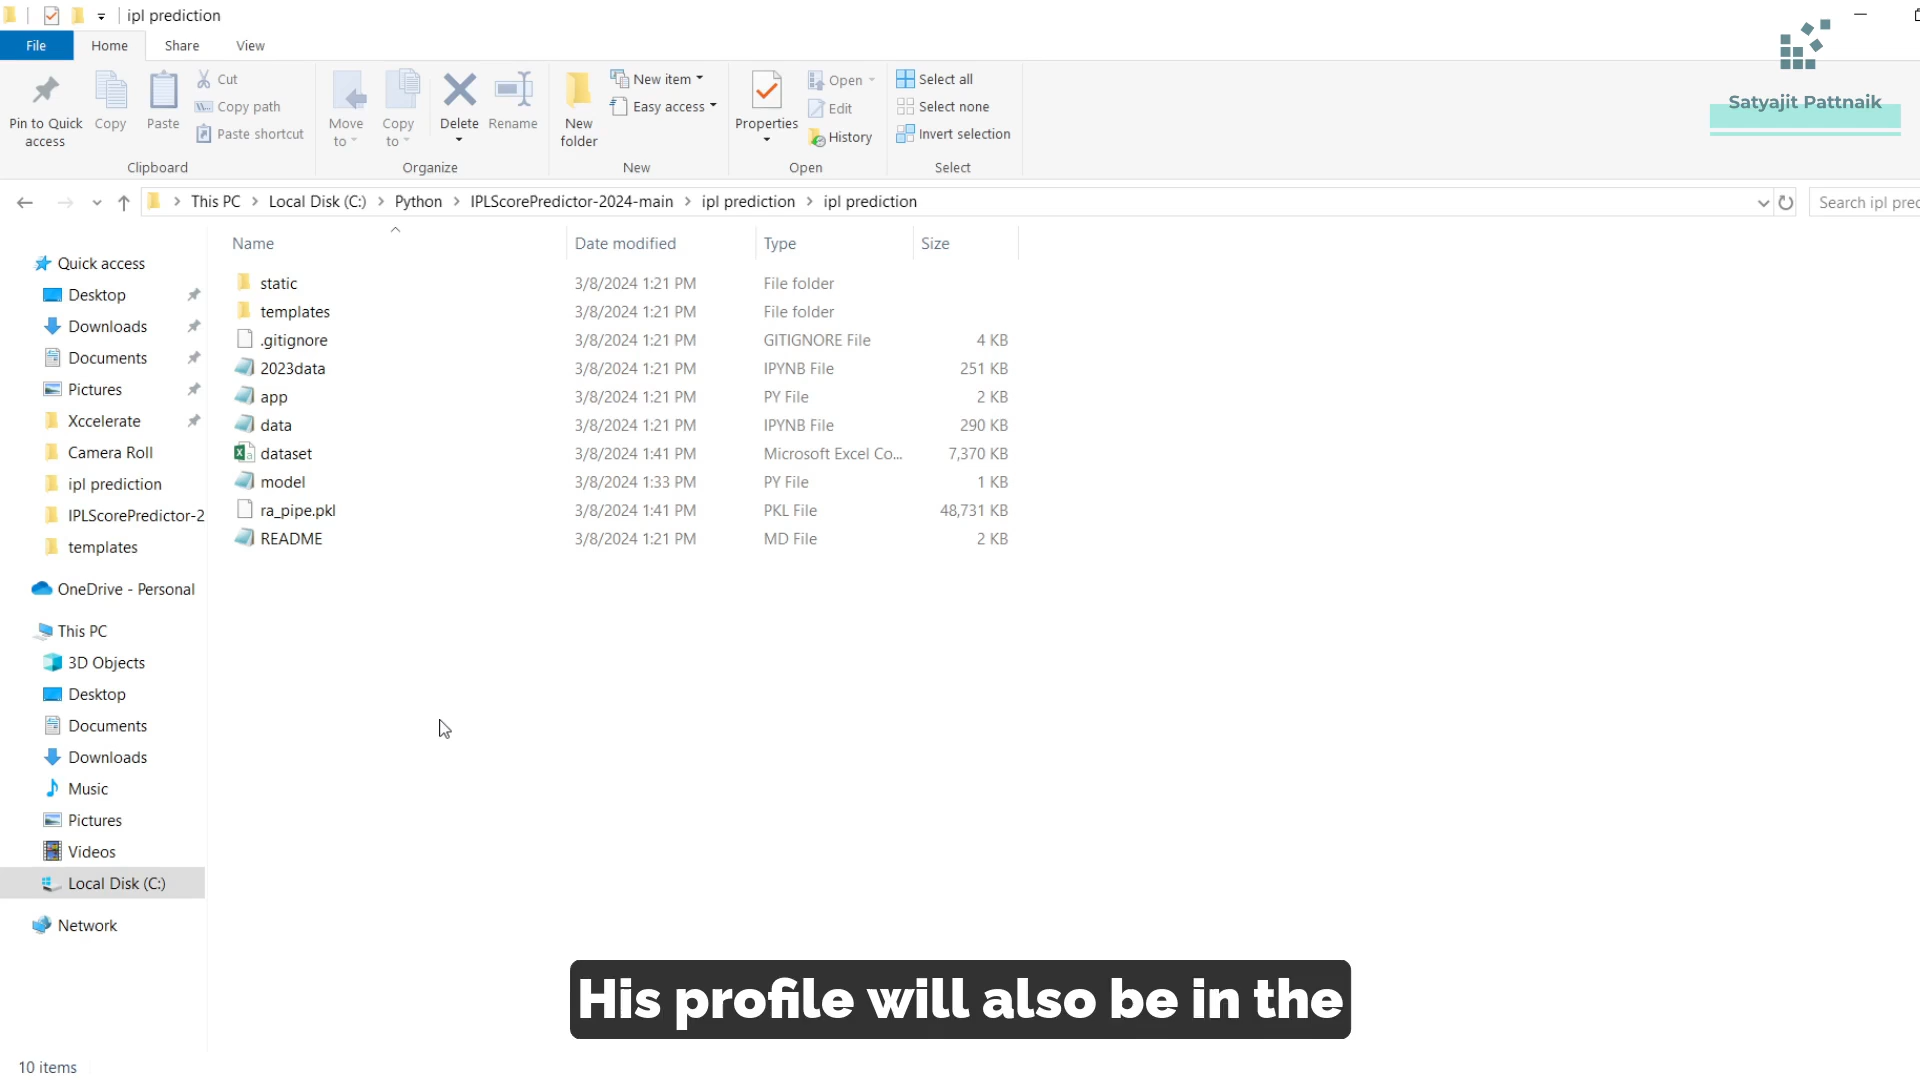 ipl prediction
File Home Share View
Pin to Quick access
Copy
Paste
Cut
Copy path
Paste shortcut
Clipboard
Move to
Copy to
Delete
Rename
Organize
New folder
New item
Easy access
New
Properties
Open
Edit
History
Open
Select all
Select none
Invert selection
Select
Satyajit Pattnaik
This PC > Local Disk (C:) > Python > IPLScorePredictor-2024-main > ipl prediction > ipl prediction
Search ipl pred
Name Date modified Type Size
static 3/8/2024 1:21 PM File folder
templates 3/8/2024 1:21 PM File folder
.gitignore 3/8/2024 1:21 PM GITIGNORE File 4 KB
2023data 3/8/2024 1:21 PM IPYNB File 251 KB
app 3/8/2024 1:21 PM PY File 2 KB
data 3/8/2024 1:21 PM IPYNB File 290 KB
dataset 3/8/2024 1:41 PM Microsoft Excel Co... 7,370 KB
model 3/8/2024 1:33 PM PY File 1 KB
ra_pipe.pkl 3/8/2024 1:41 PM PKL File 48,731 KB
README 3/8/2024 1:21 PM MD File 2 KB
Quick access
Desktop
Downloads
Documents
Pictures
Xccelerate
Camera Roll
ipl prediction
IPLScorePredictor-2
templates
OneDrive - Personal
This PC
3D Objects
Desktop
Documents
Downloads
Music
Pictures
Videos
Local Disk (C:)
Network
His profile will also be in the
10 items